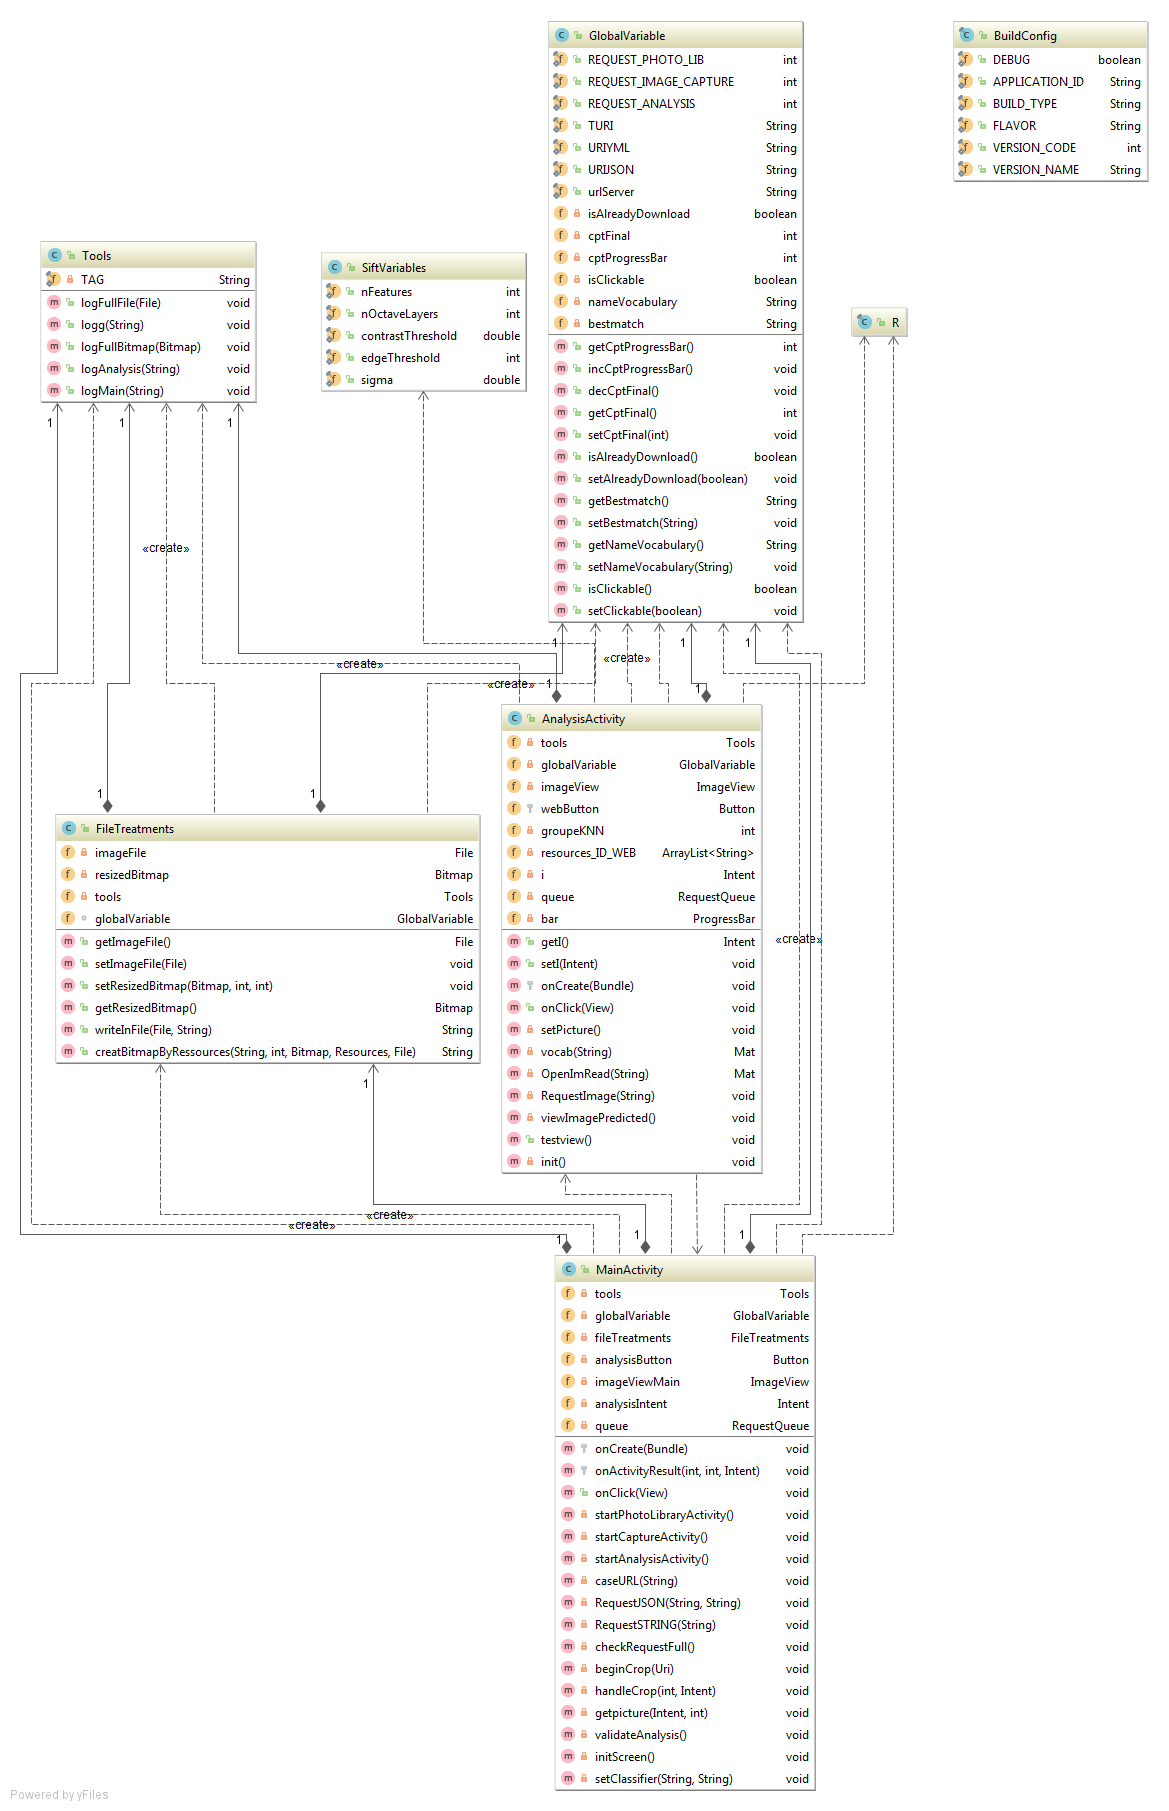 GlobalVariable
REQUEST_PHOTO_LIB int
REQUEST_IMAGE_CAPTURE int
REQUEST_ANALYSIS int
TURI String
URIYML String
URIJSON String
urlServer String
isAlreadyDownload boolean
cptFinal int
cptProgressBar int
isClickable boolean
nameVocabulary String
bestmatch String
getCptProgressBar() int
incCptProgressBar() void
decCptFinal() void
getCptFinal() int
setCptFinal(int) void
isAlreadyDownload() boolean
setAlreadyDownload(boolean) void
getBestmatch() String
setBestmatch(String) void
getNameVocabulary() String
setNameVocabulary(String) void
isClickable() boolean
setClickable(boolean) void
BuildConfig
DEBUG boolean
APPLICATION_ID String
BUILD_TYPE String
FLAVOR String
VERSION_CODE int
VERSION_NAME String
Tools
TAG String
logFullFile(File) void
logg(String) void
logFullBitmap(Bitmap) void
logAnalysis(String) void
logMain(String) void
SiftVariables
nFeatures int
nOctaveLayers int
contrastThreshold double
edgeThreshold int
sigma double
R
1
1
1
«create»
1
1
1
«create»
«create»
«create»
1
1
AnalysisActivity
tools Tools
globalVariable GlobalVariable
imageView ImageView
webButton Button
groupeKNN int
resources_ID_WEB ArrayList<String>
i Intent
queue RequestQueue
bar ProgressBar
getI() Intent
setI(Intent) void
onCreate(Bundle) void
onClick(View) void
setPicture() void
vocab(String) Mat
OpenImRead(String) Mat
RequestImage(String) void
viewImagePredicted() void
testview() void
init() void
1
1
FileTreatments
imageFile File
resizedBitmap Bitmap
tools Tools
globalVariable GlobalVariable
getImageFile() File
setImageFile(File) void
setResizedBitmap(Bitmap, int, int) void
getResizedBitmap() Bitmap
writeInFile(File, String) String
creatBitmapByRessources(String, int, Bitmap, Resources, File) String
«create»
1
«create»
«create»
1
1
1
MainActivity
tools Tools
globalVariable GlobalVariable
fileTreatments FileTreatments
analysisButton Button
imageViewMain ImageView
analysisIntent Intent
queue RequestQueue
onCreate(Bundle) void
onActivityResult(int, int, Intent) void
onClick(View) void
startPhotoLibraryActivity() void
startCaptureActivity() void
startAnalysisActivity() void
caseURL(String) void
RequestJSON(String, String) void
RequestSTRING(String) void
checkRequestFull() void
beginCrop(Uri) void
handleCrop(int, Intent) void
getpicture(Intent, int) void
validateAnalysis() void
initScreen() void
setClassifier(String, String) void
Powered by yFiles